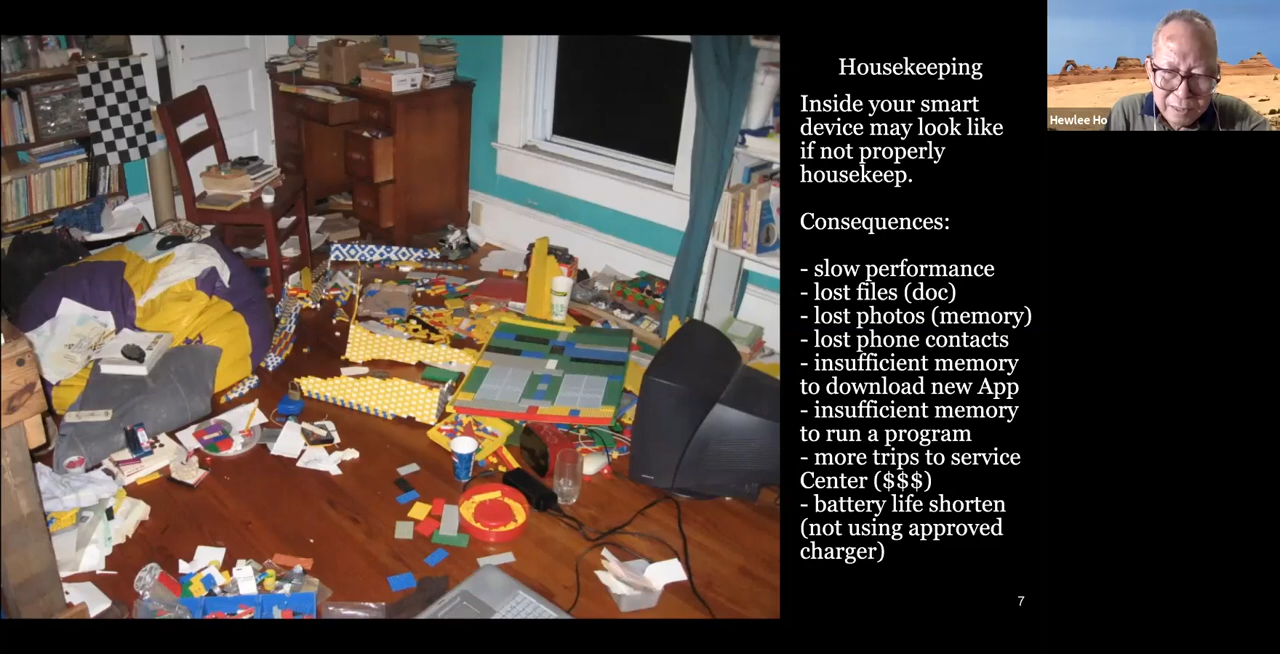 Housekeeping
Inside your smart
device may look like
if not properly
housekeep.
Consequences:
- slow performance
- lost files (doc)
- lost photos (memory)
- lost phone contacts
- insufficient memory
to download new App
- insufficient memory
to run a program
- more trips to service
Center ($$$)
- battery life shorten
(not using approved
charger)
7
Hewlee Ho